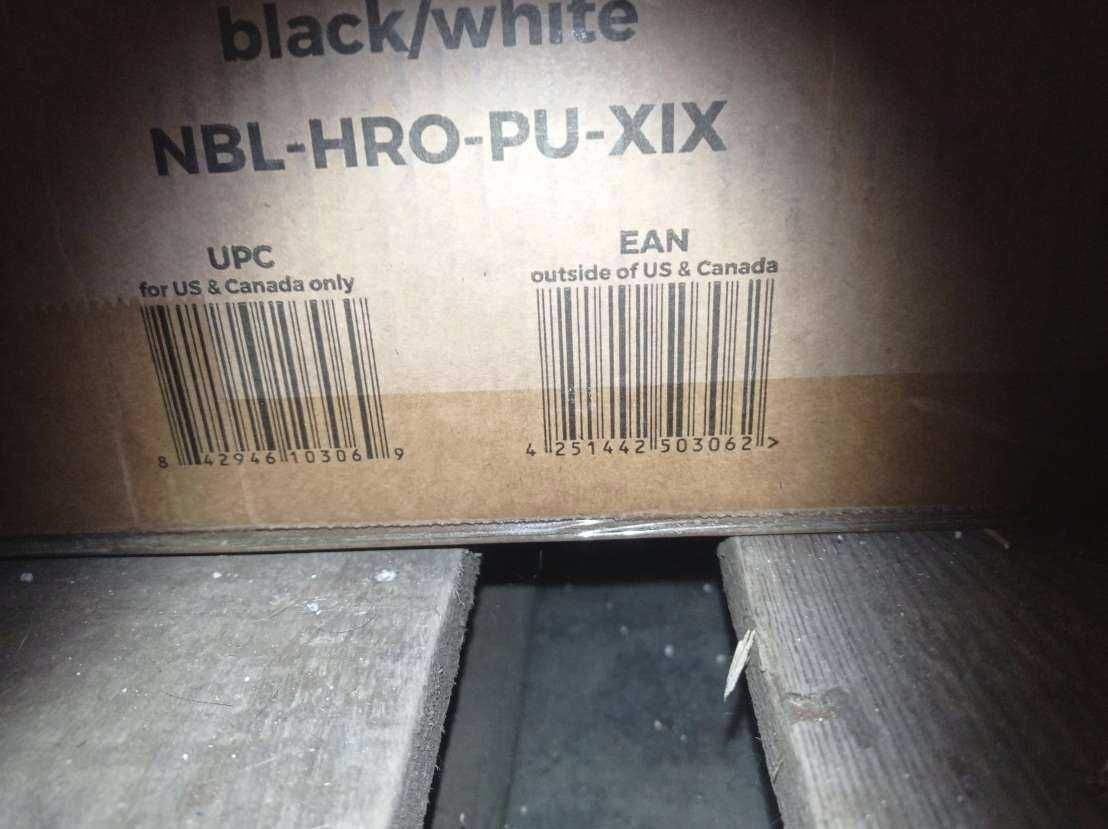 black/white
NBL-HRO-PU-XIX
UPC
for US & Canada only
8 42946 10306 9
EAN
outside of US & Canada
4 251442 503062 >